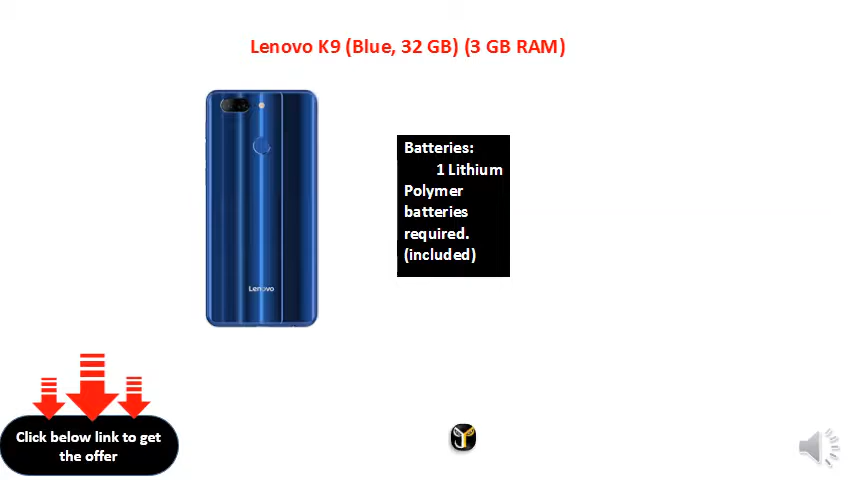 Lenovo K9 (Blue, 32 GB) (3 GB RAM)
Batteries:
1 Lithium
Polymer
batteries
required.
(included)
Lenovo
Click below link to get
the offer